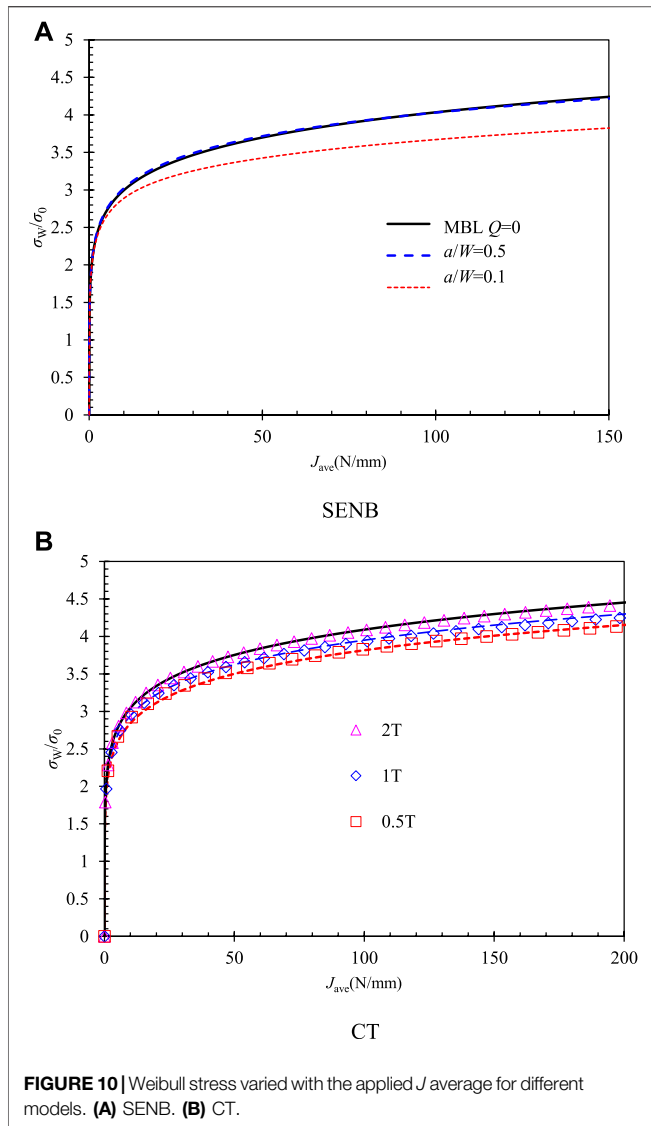 A
5
4.5
4
3.5
3
2.5
2
1.5
1
0.5
0
σW/σ0
MBL Q=0
a/W=0.5
a/W=0.1
0 50 100 150
Jave(N/mm)
SENB
B
5
4.5
4
3.5
3
2.5
2
1.5
1
0.5
0
σW/σ0
2T
1T
0.5T
0 50 100 150 200
Jave(N/mm)
CT
FIGURE 10 | Weibull stress varied with the applied J average for different
models. (A) SENB. (B) CT.